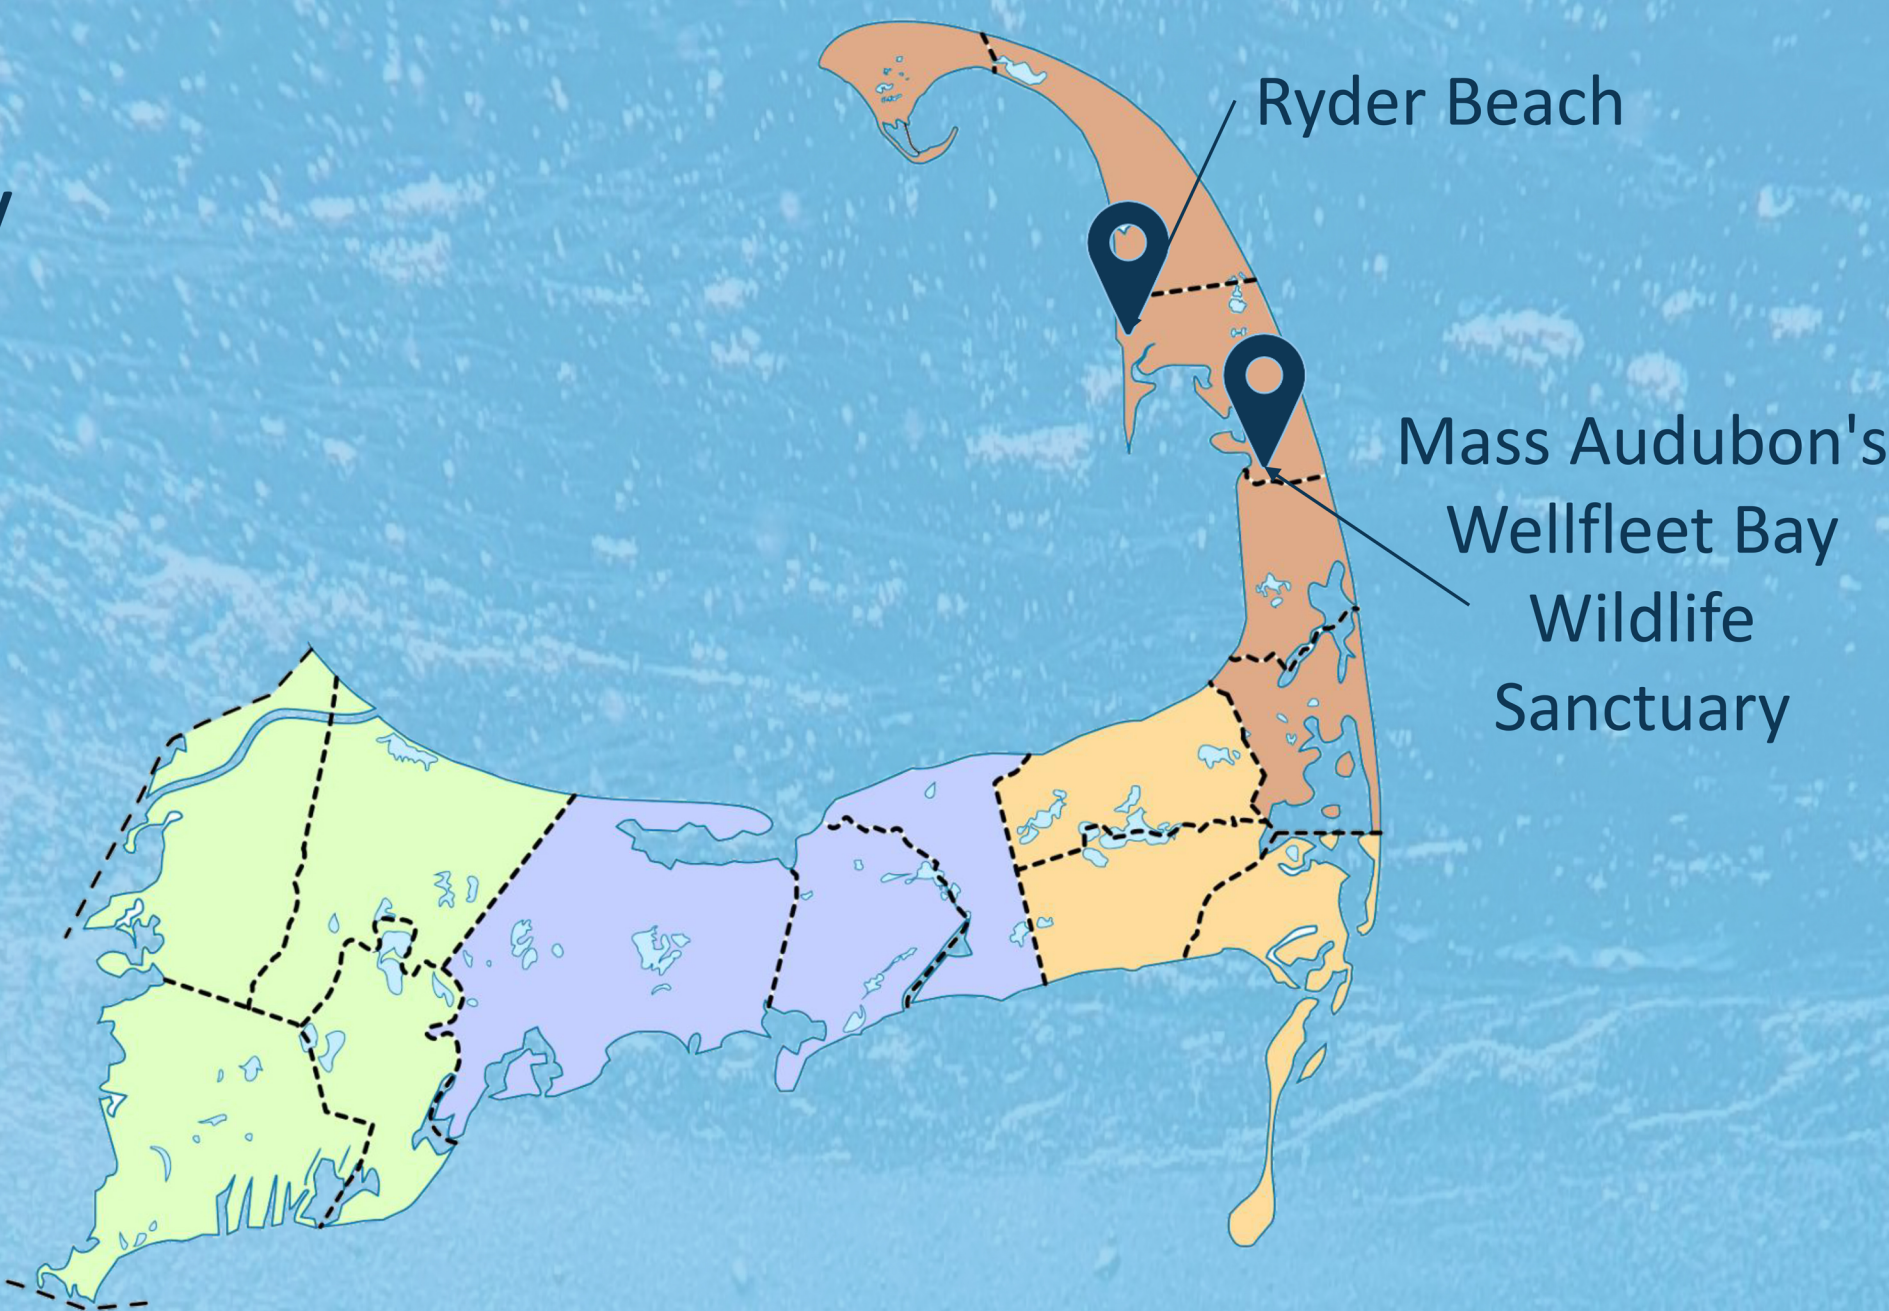 Ryder Beach
Mass Audubon's
Wellfleet Bay
Wildlife
Sanctuary